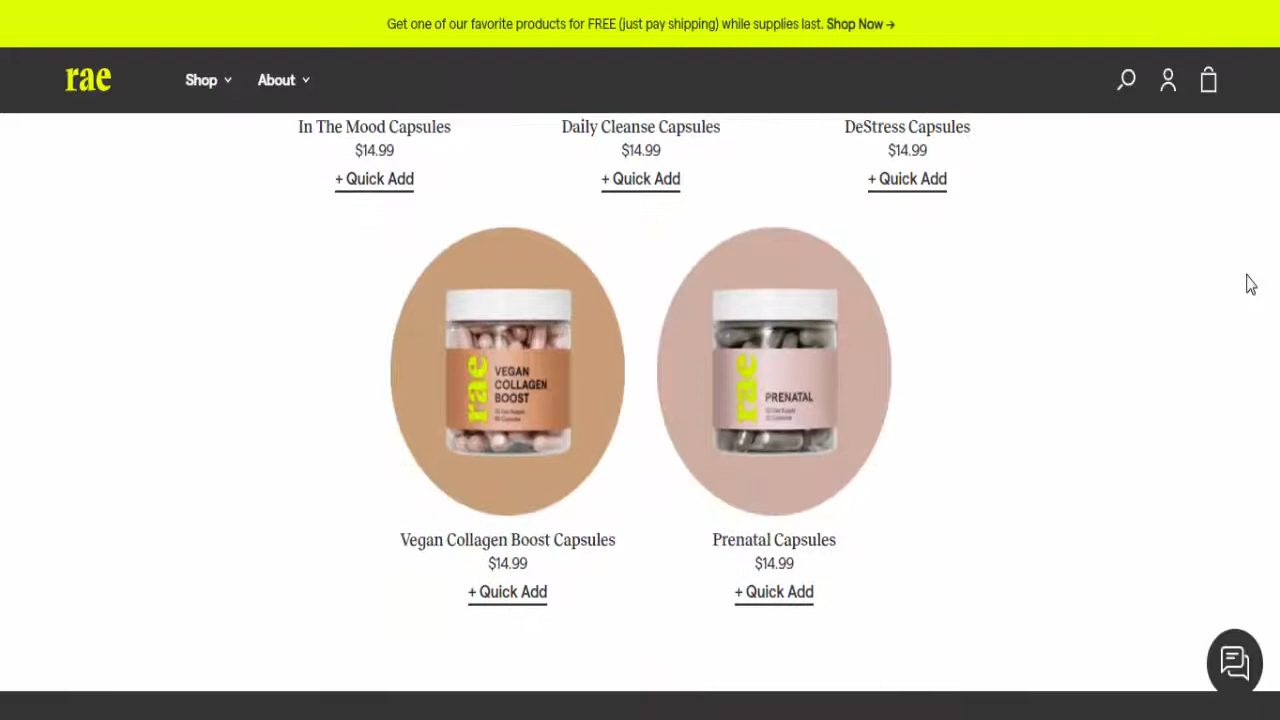 Get one of our favorite products for FREE (just pay shipping) while supplies last. Shop Now →
rae
Shop
About
In The Mood Capsules
Daily Cleanse Capsules
DeStress Capsules
$14.99
$14.99
$14.99
+ Quick Add
+ Quick Add
+ Quick Add
rae
VEGAN
COLLAGEN
BOOST
rae
PRENATAL
Vegan Collagen Boost Capsules
Prenatal Capsules
$14.99
$14.99
+ Quick Add
+ Quick Add